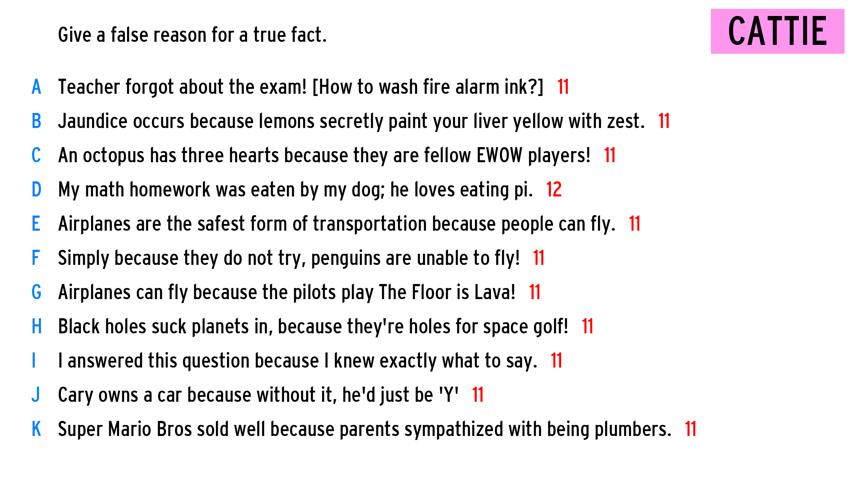 Give a false reason for a true fact.
CATTIE
A Teacher forgot about the exam! [How to wash fire alarm ink?] 11
B Jaundice occurs because lemons secretly paint your liver yellow with zest. 11
C An octopus has three hearts because they are fellow EWOW players! 11
D My math homework was eaten by my dog; he loves eating pi. 12
E Airplanes are the safest form of transportation because people can fly. 11
F Simply because they do not try, penguins are unable to fly! 11
G Airplanes can fly because the pilots play The Floor is Lava! 11
H Black holes suck planets in, because they're holes for space golf! 11
I I answered this question because I knew exactly what to say. 11
J Cary owns a car because without it, he'd just be 'Y' 11
K Super Mario Bros sold well because parents sympathized with being plumbers. 11